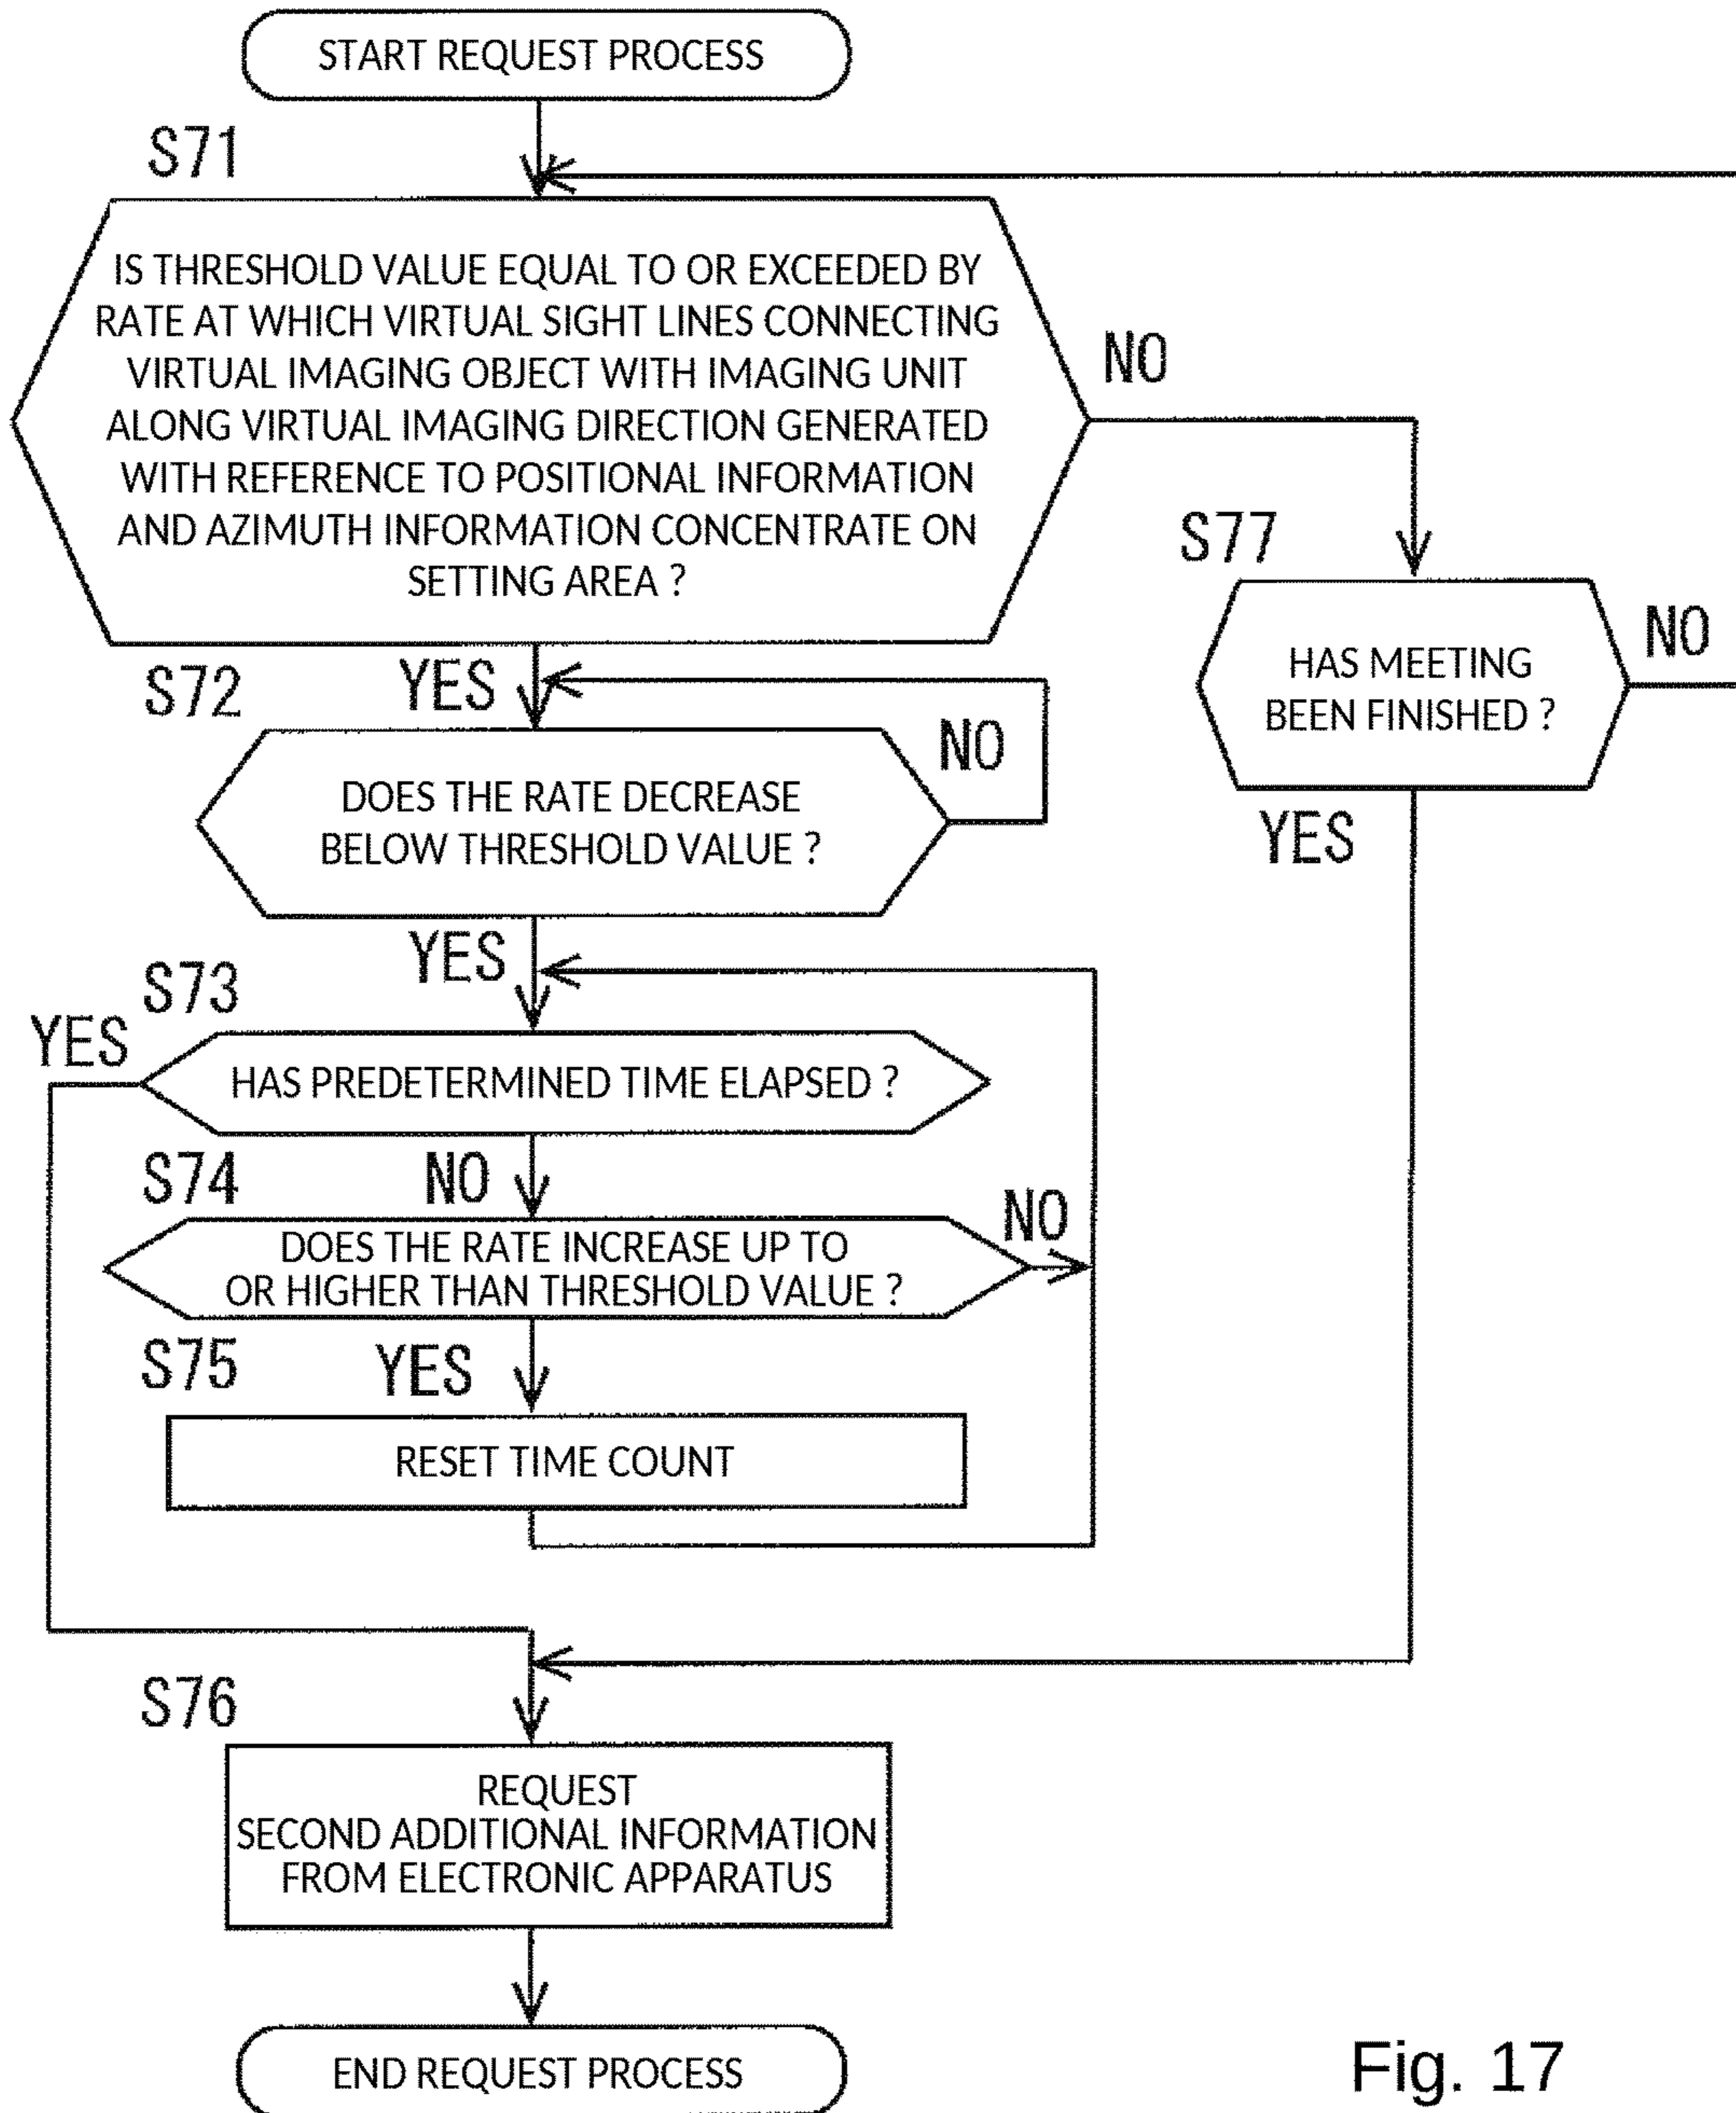 START REQUEST PROCESS
S71
IS THRESHOLD VALUE EQUAL TO OR EXCEEDED BY
RATE AT WHICH VIRTUAL SIGHT LINES CONNECTING
VIRTUAL IMAGING OBJECT WITH IMAGING UNIT
ALONG VIRTUAL IMAGING DIRECTION GENERATED
WITH REFERENCE TO POSITIONAL INFORMATION
AND AZIMUTH INFORMATION CONCENTRATE ON
SETTING AREA ?
NO
S77
HAS MEETING
BEEN FINISHED ?
NO
YES
S72
YES
DOES THE RATE DECREASE
BELOW THRESHOLD VALUE ?
NO
YES
S73
YES
HAS PREDETERMINED TIME ELAPSED ?
S74
NO
DOES THE RATE INCREASE UP TO
OR HIGHER THAN THRESHOLD VALUE ?
NO
S75
YES
RESET TIME COUNT
S76
REQUEST
SECOND ADDITIONAL INFORMATION
FROM ELECTRONIC APPARATUS
END REQUEST PROCESS
Fig. 17